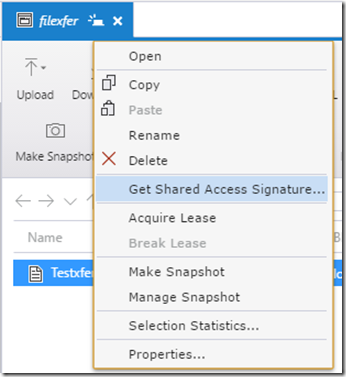 filexfer
Open
Upload
Copy
Paste
Rename
Make Snapshot
Delete
Get Shared Access Signature...
Acquire Lease
Name
Break Lease
Testxfer
Make Snapshot
Manage Snapshot
Selection Statistics...
Properties...